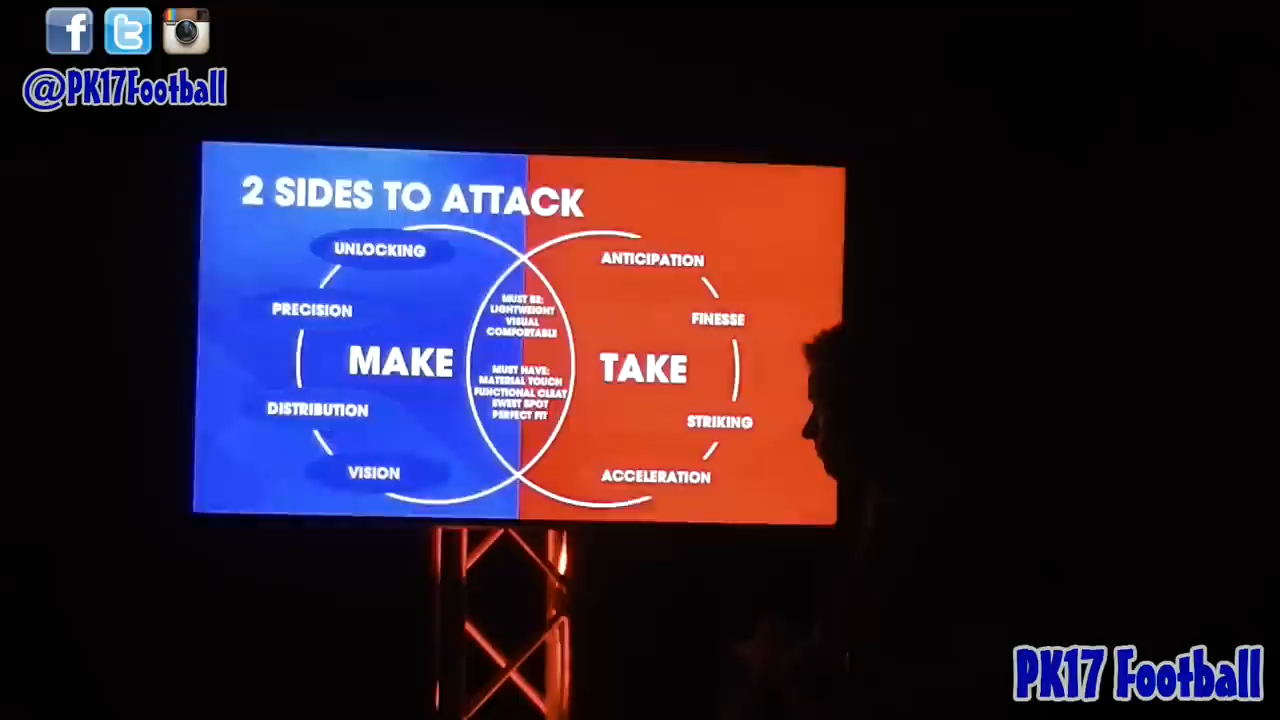 @PK17Football
2 SIDES TO ATTACK
UNLOCKING
PRECISION
MAKE
DISTRIBUTION
VISION
MUST BE:
LIGHTWEIGHT
VISUAL
COMFORTABLE
MUST HAVE:
MATERIAL TOUCH
FUNCTIONAL CLEAT
SWEET SPOT
PERFECT FIT
ANTICIPATION
FINESSE
TAKE
STRIKING
ACCELERATION
PK17 Football